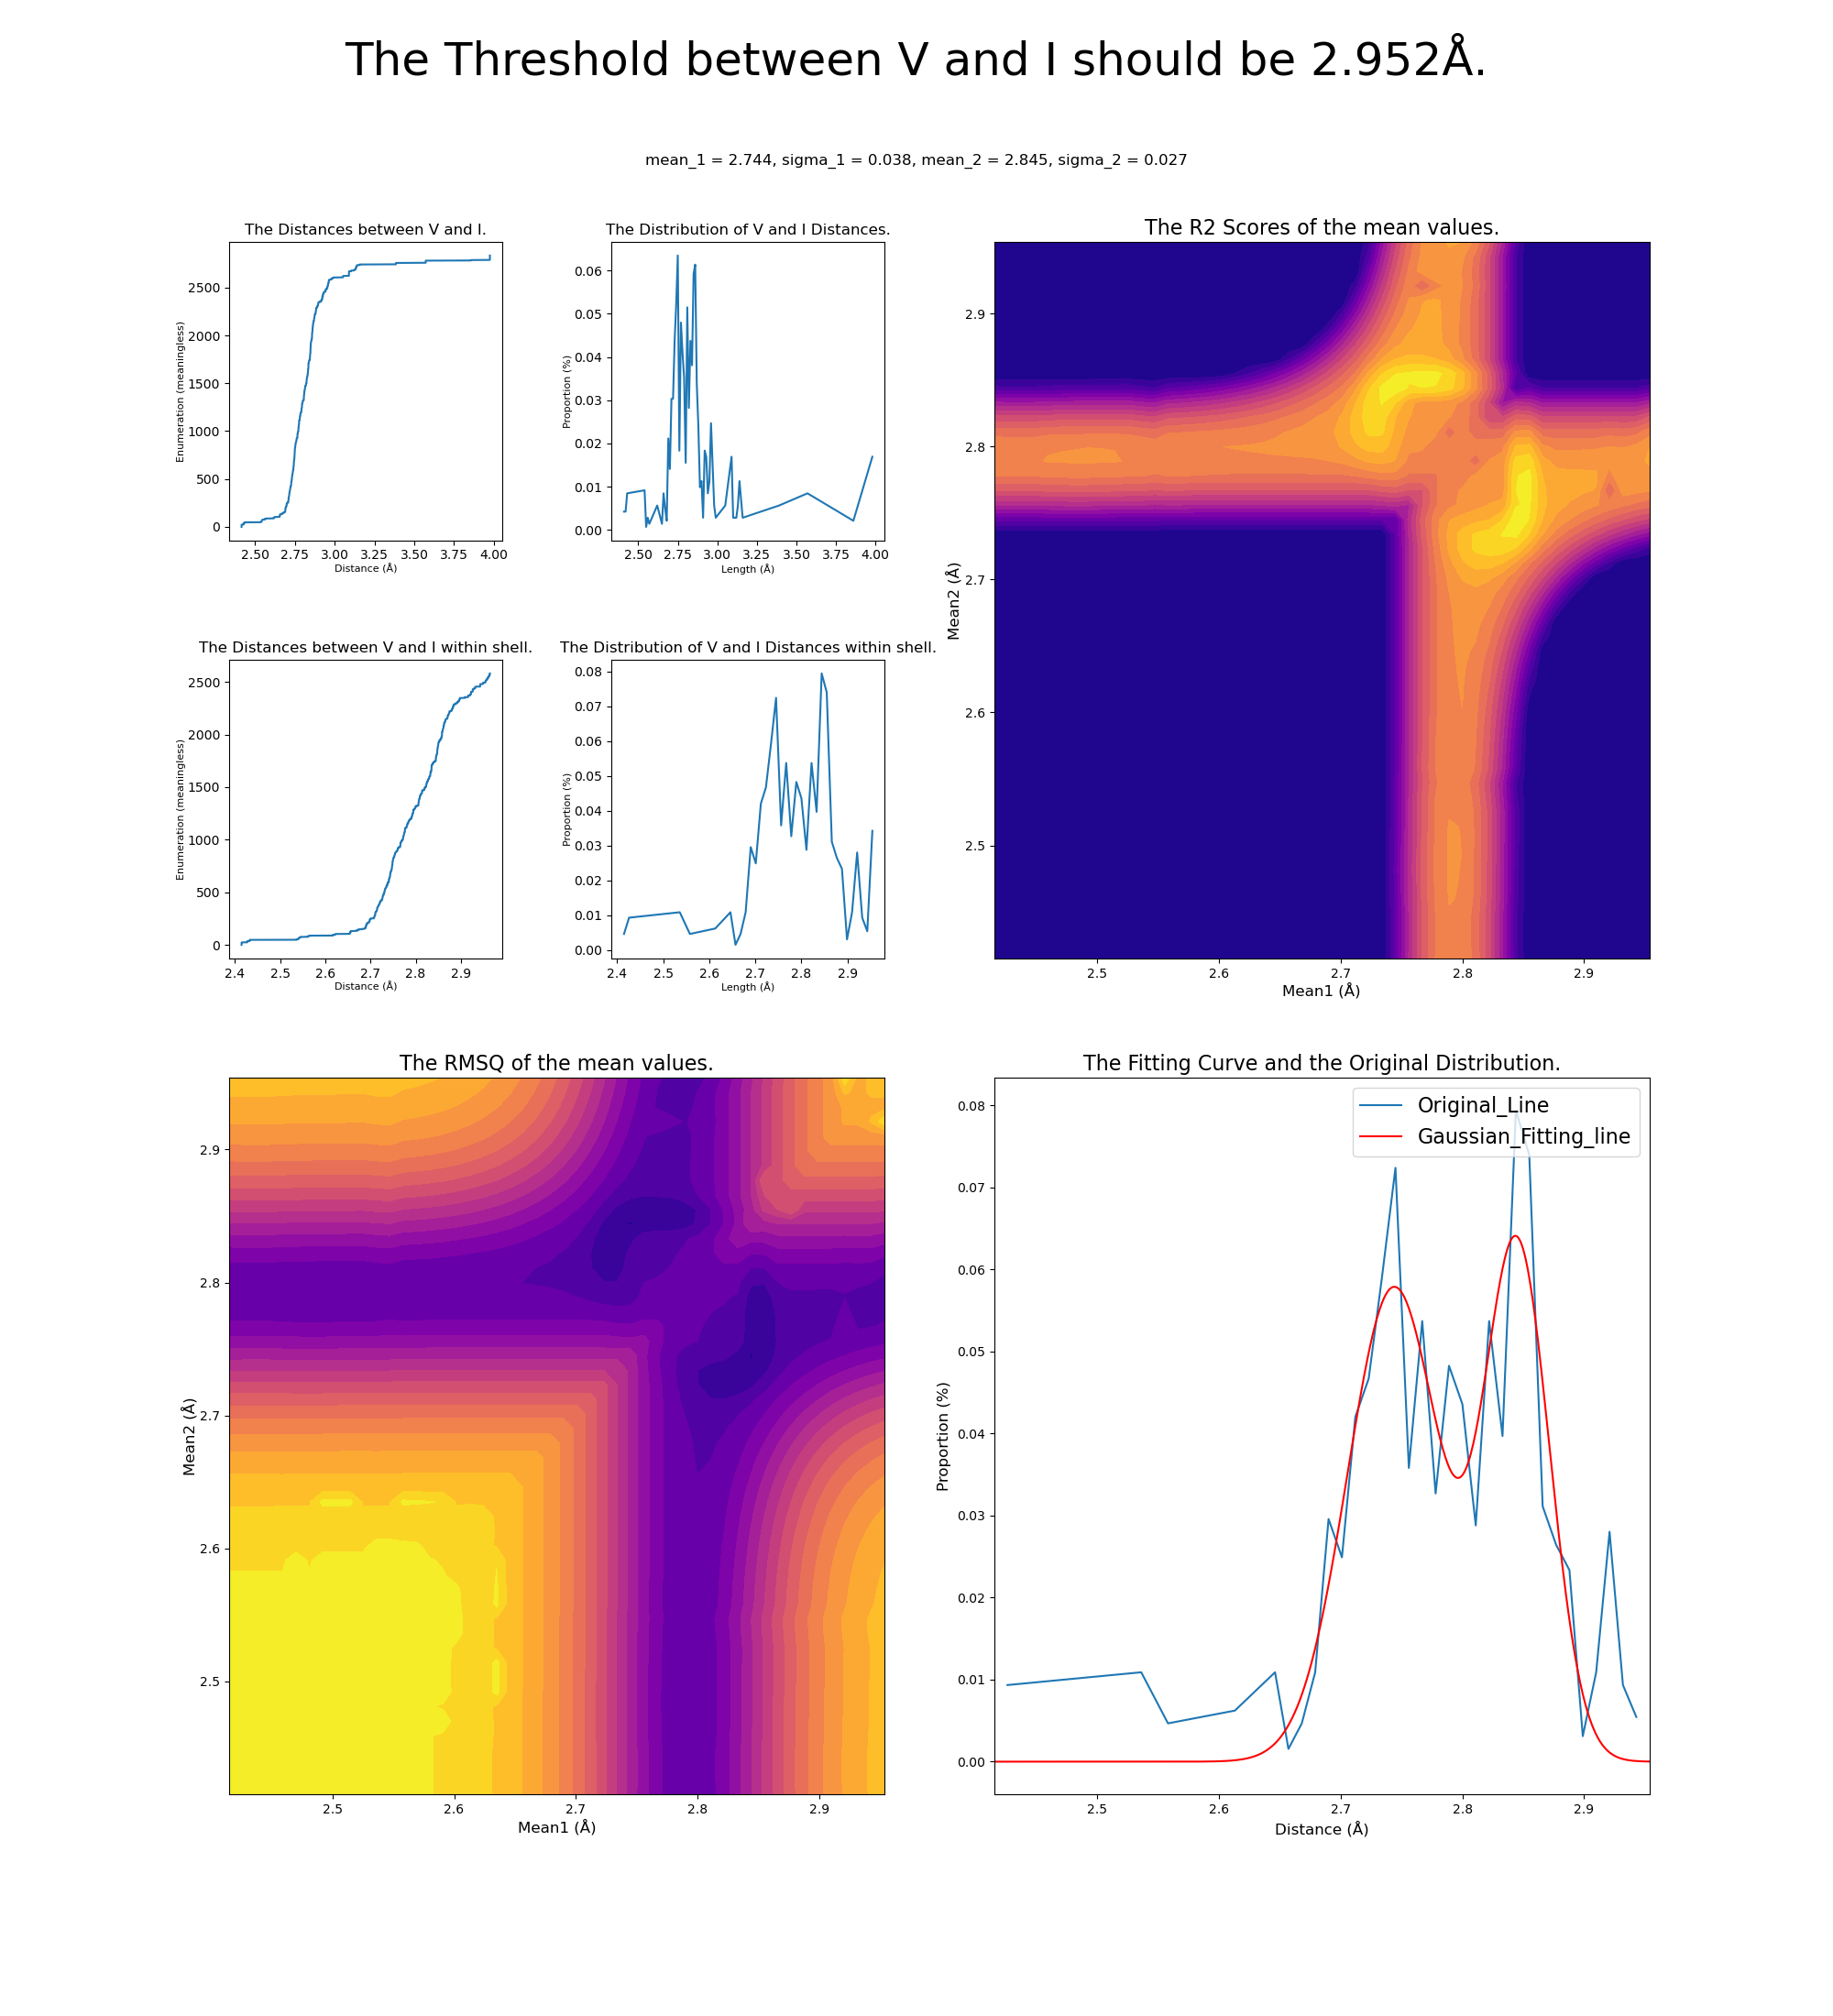 The Threshold between V and I should be 2.952Å.
mean_1 = 2.744, sigma_1 = 0.038, mean_2 = 2.845, sigma_2 = 0.027
The Distances between V and I.
Enumeration (meaningless)
2500
2000
1500
1000
500
0
2.50 2.75 3.00 3.25 3.50 3.75 4.00
Distance (Å)
The Distribution of V and I Distances.
Proportion (%)
0.06
0.05
0.04
0.03
0.02
0.01
0.00
2.50 2.75 3.00 3.25 3.50 3.75 4.00
Length (Å)
The R2 Scores of the mean values.
Mean2 (Å)
2.9
2.8
2.7
2.6
2.5
2.5 2.6 2.7 2.8 2.9
Mean1 (Å)
The Distances between V and I within shell.
Enumeration (meaningless)
2500
2000
1500
1000
500
0
2.4 2.5 2.6 2.7 2.8 2.9
Distance (Å)
The Distribution of V and I Distances within shell.
Proportion (%)
0.08
0.07
0.06
0.05
0.04
0.03
0.02
0.01
0.00
2.4 2.5 2.6 2.7 2.8 2.9
Length (Å)
The RMSQ of the mean values.
Mean2 (Å)
2.9
2.8
2.7
2.6
2.5
2.5 2.6 2.7 2.8 2.9
Mean1 (Å)
The Fitting Curve and the Original Distribution.
Original_Line
Gaussian_Fitting_line
Proportion (%)
0.08
0.07
0.06
0.05
0.04
0.03
0.02
0.01
0.00
2.5 2.6 2.7 2.8 2.9
Distance (Å)